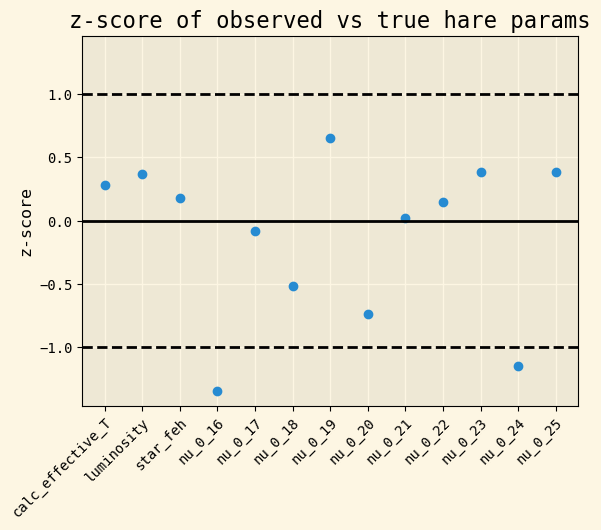 z-score of observed vs true hare params
z-score
1.0
0.5
0.0
−0.5
−1.0
calc_effective_T
luminosity
star_feh
nu_0_16
nu_0_17
nu_0_18
nu_0_19
nu_0_20
nu_0_21
nu_0_22
nu_0_23
nu_0_24
nu_0_25